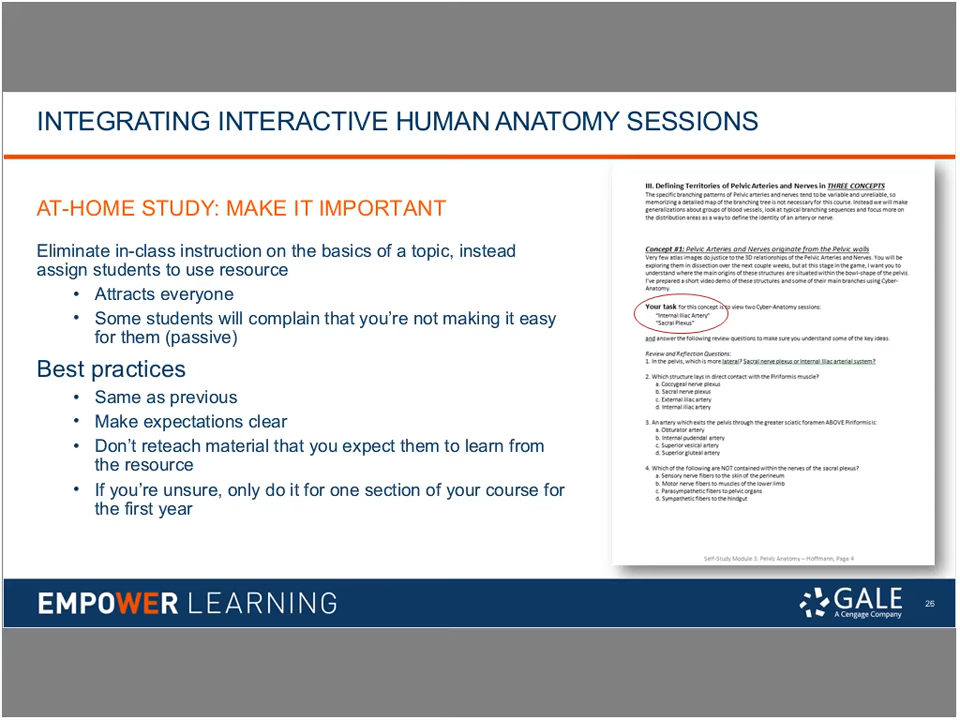 INTEGRATING INTERACTIVE HUMAN ANATOMY SESSIONS
AT-HOME STUDY: MAKE IT IMPORTANT
Eliminate in-class instruction on the basics of a topic, instead
assign students to use resource
• Attracts everyone
• Some students will complain that you're not making it easy
for them (passive)
Best practices
• Same as previous
• Make expectations clear
• Don't reteach material that you expect them to learn from
the resource
• If you're unsure, only do it for one section of your course for
the first year
III. Defining Territories of Pelvic Arteries and Nerves in THREE CONCEPTS
The specific branching patterns of Pelvic arteries and nerves tend to be variable and unreliable, so
memorizing a detailed map of the branching tree is not necessary for this course. Instead we will make
generalizations about groups of blood vessels, look at typical branching sequences and focus more on
the distribution areas as a way to define the identity of an artery or nerve.
Concept #1: Pelvic Arteries and Nerves originate from the Pelvic walls
Very few atlas images do justice to the 3D relationships of the Pelvic Arteries and Nerves. You will be
exploring them in dissection over the next couple weeks, but at this stage in the game, I want you to
understand where the main origins of these structures are situated within the bowl-shape of the pelvis.
I've prepared a short video demo of these structures and some of their main branches using Cyber-
Anatomy.
Your task for this concept is to view two Cyber-Anatomy sessions:
"Internal Iliac Artery"
"Sacral Plexus"
and answer the following review questions to make sure you understand some of the key ideas.
Review and Reflection Questions:
1. In the pelvis, which is more lateral? Sacral nerve plexus or Internal Iliac arterial system?
2. Which structure lays in direct contact with the Piriformis muscle?
a. Coccygeal nerve plexus
b. Sacral nerve plexus
c. External iliac artery
d. Internal iliac artery
3. An artery which exits the pelvis through the greater sciatic foramen ABOVE Piriformis is:
a. Obturator artery
b. Internal pudendal artery
c. Superior vesical artery
d. Superior gluteal artery
4. Which of the following are NOT contained within the nerves of the sacral plexus?
a. Sensory nerve fibers to the skin of the perineum
b. Motor nerve fibers to muscles of the lower limb
c. Parasympathetic fibers to pelvic organs
d. Sympathetic fibers to the hindgut
Self-Study Module 3: Pelvis Anatomy – Hoffmann, Page 4
EMPOWER LEARNING
GALE
A Cengage Company
26